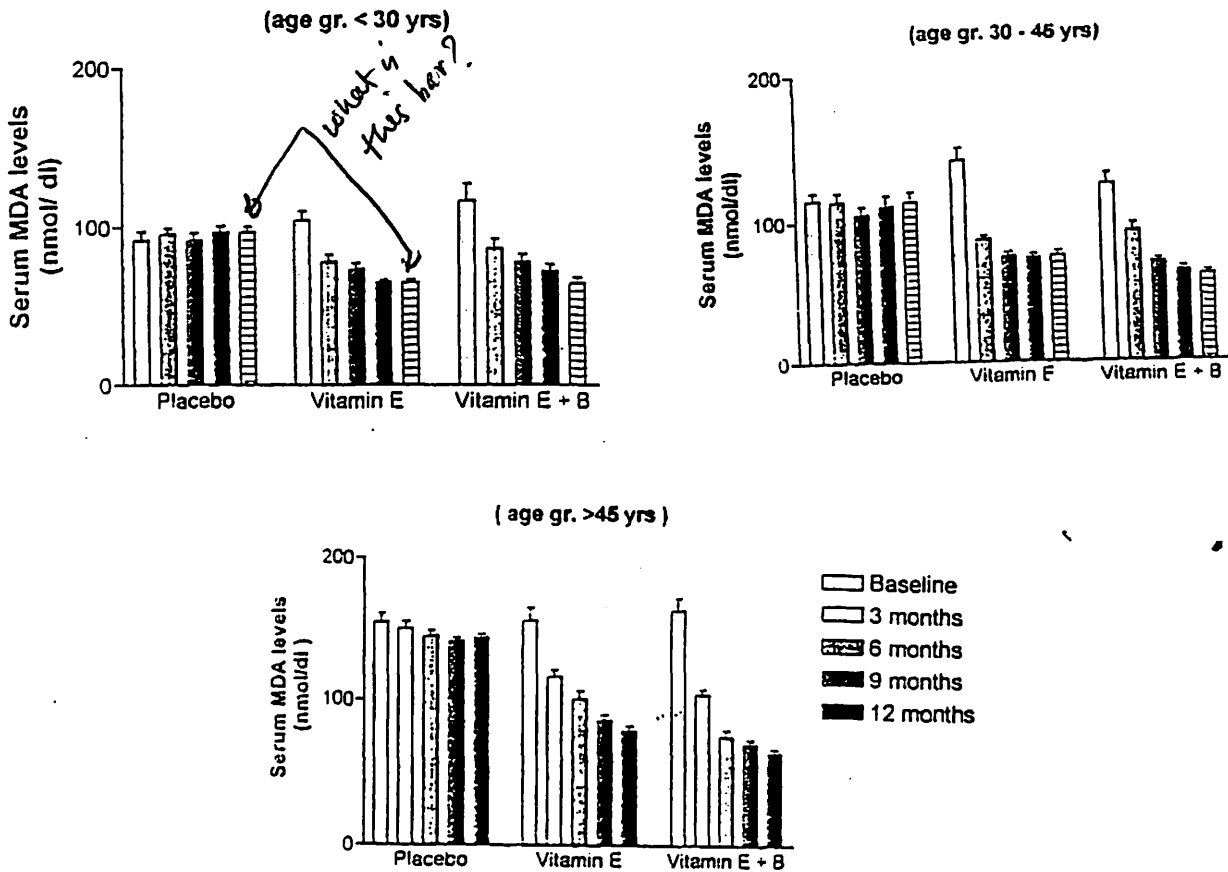 (age gr. < 30 yrs)
what is
this bar?
200
100
0
Serum MDA levels
(nmol/ dl)
Placebo
Vitamin E
Vitamin E + B
(age gr. 30 - 45 yrs)
200
100
0
Serum MDA levels
(nmol/dl)
Placebo
Vitamin E
Vitamin E + B
( age gr. >45 yrs )
200
100
0
Serum MDA levels
(nmol/dl )
Placebo
Vitamin E
Vitamin E + B
Baseline
3 months
6 months
9 months
12 months